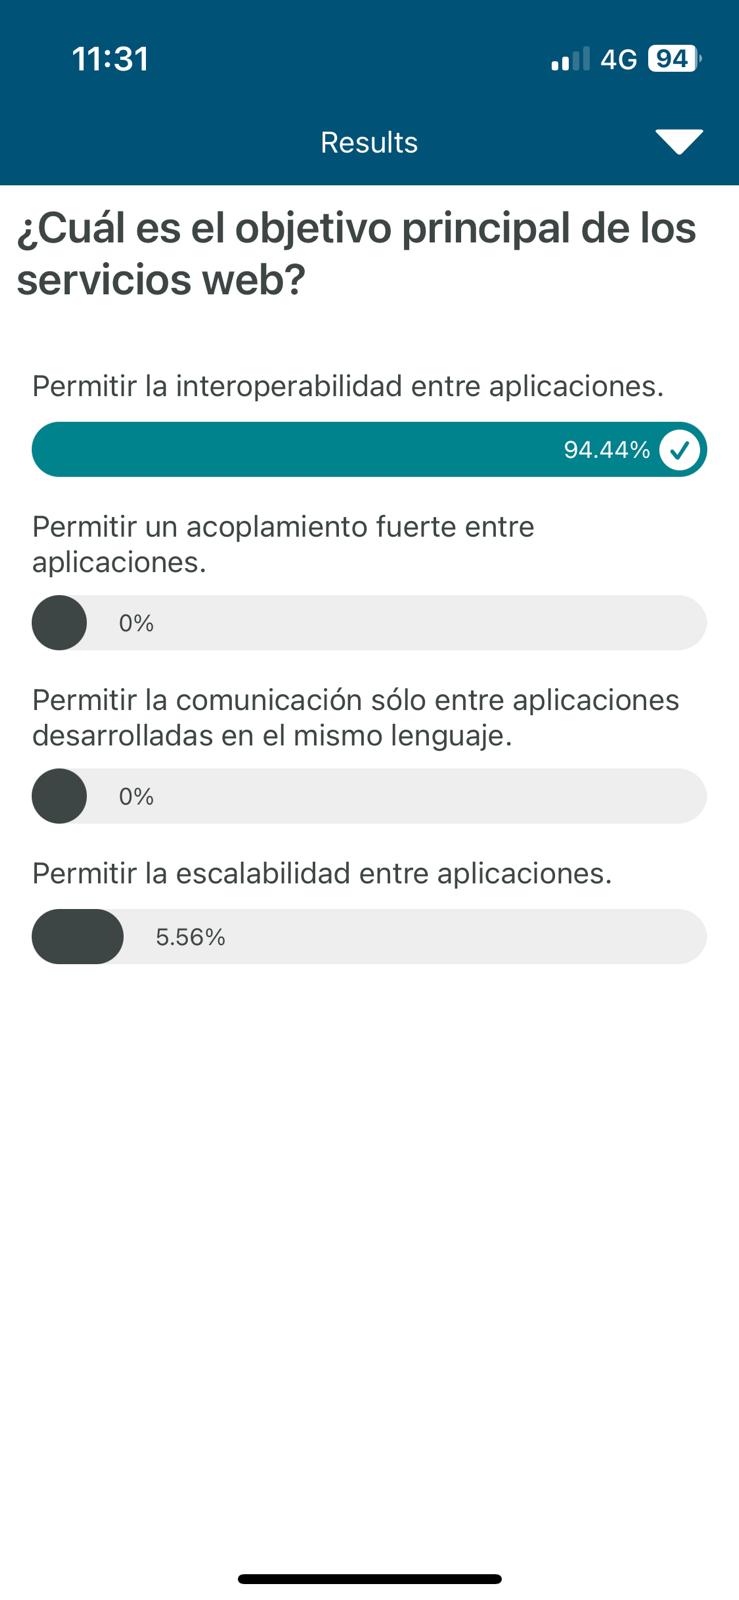 11:31
4G 94
Results
¿Cuál es el objetivo principal de los
servicios web?
Permitir la interoperabilidad entre aplicaciones.
94.44%
Permitir un acoplamiento fuerte entre
aplicaciones.
0%
Permitir la comunicación sólo entre aplicaciones
desarrolladas en el mismo lenguaje.
0%
Permitir la escalabilidad entre aplicaciones.
5.56%